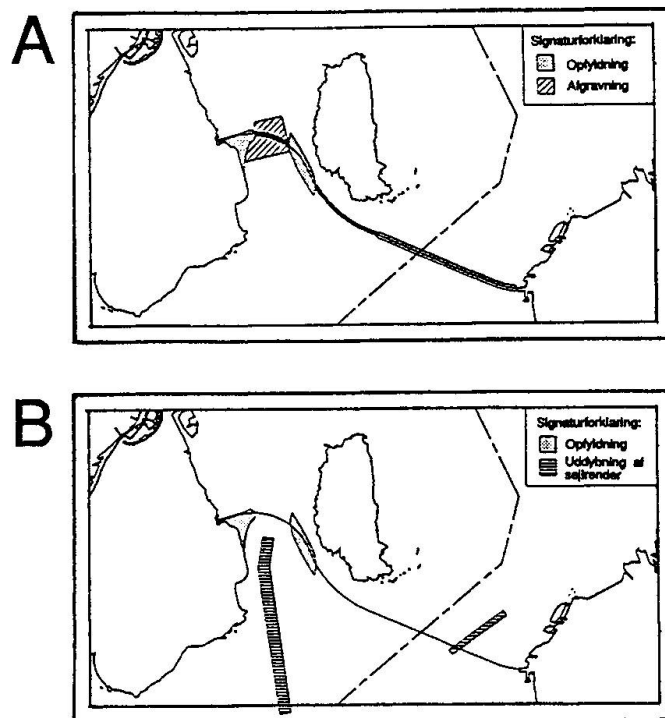 A
Signaturforklaring:
Opfyldning
Afgravning
B
Signaturforklaring:
Opfyldning
Uddybning af
sejlrender